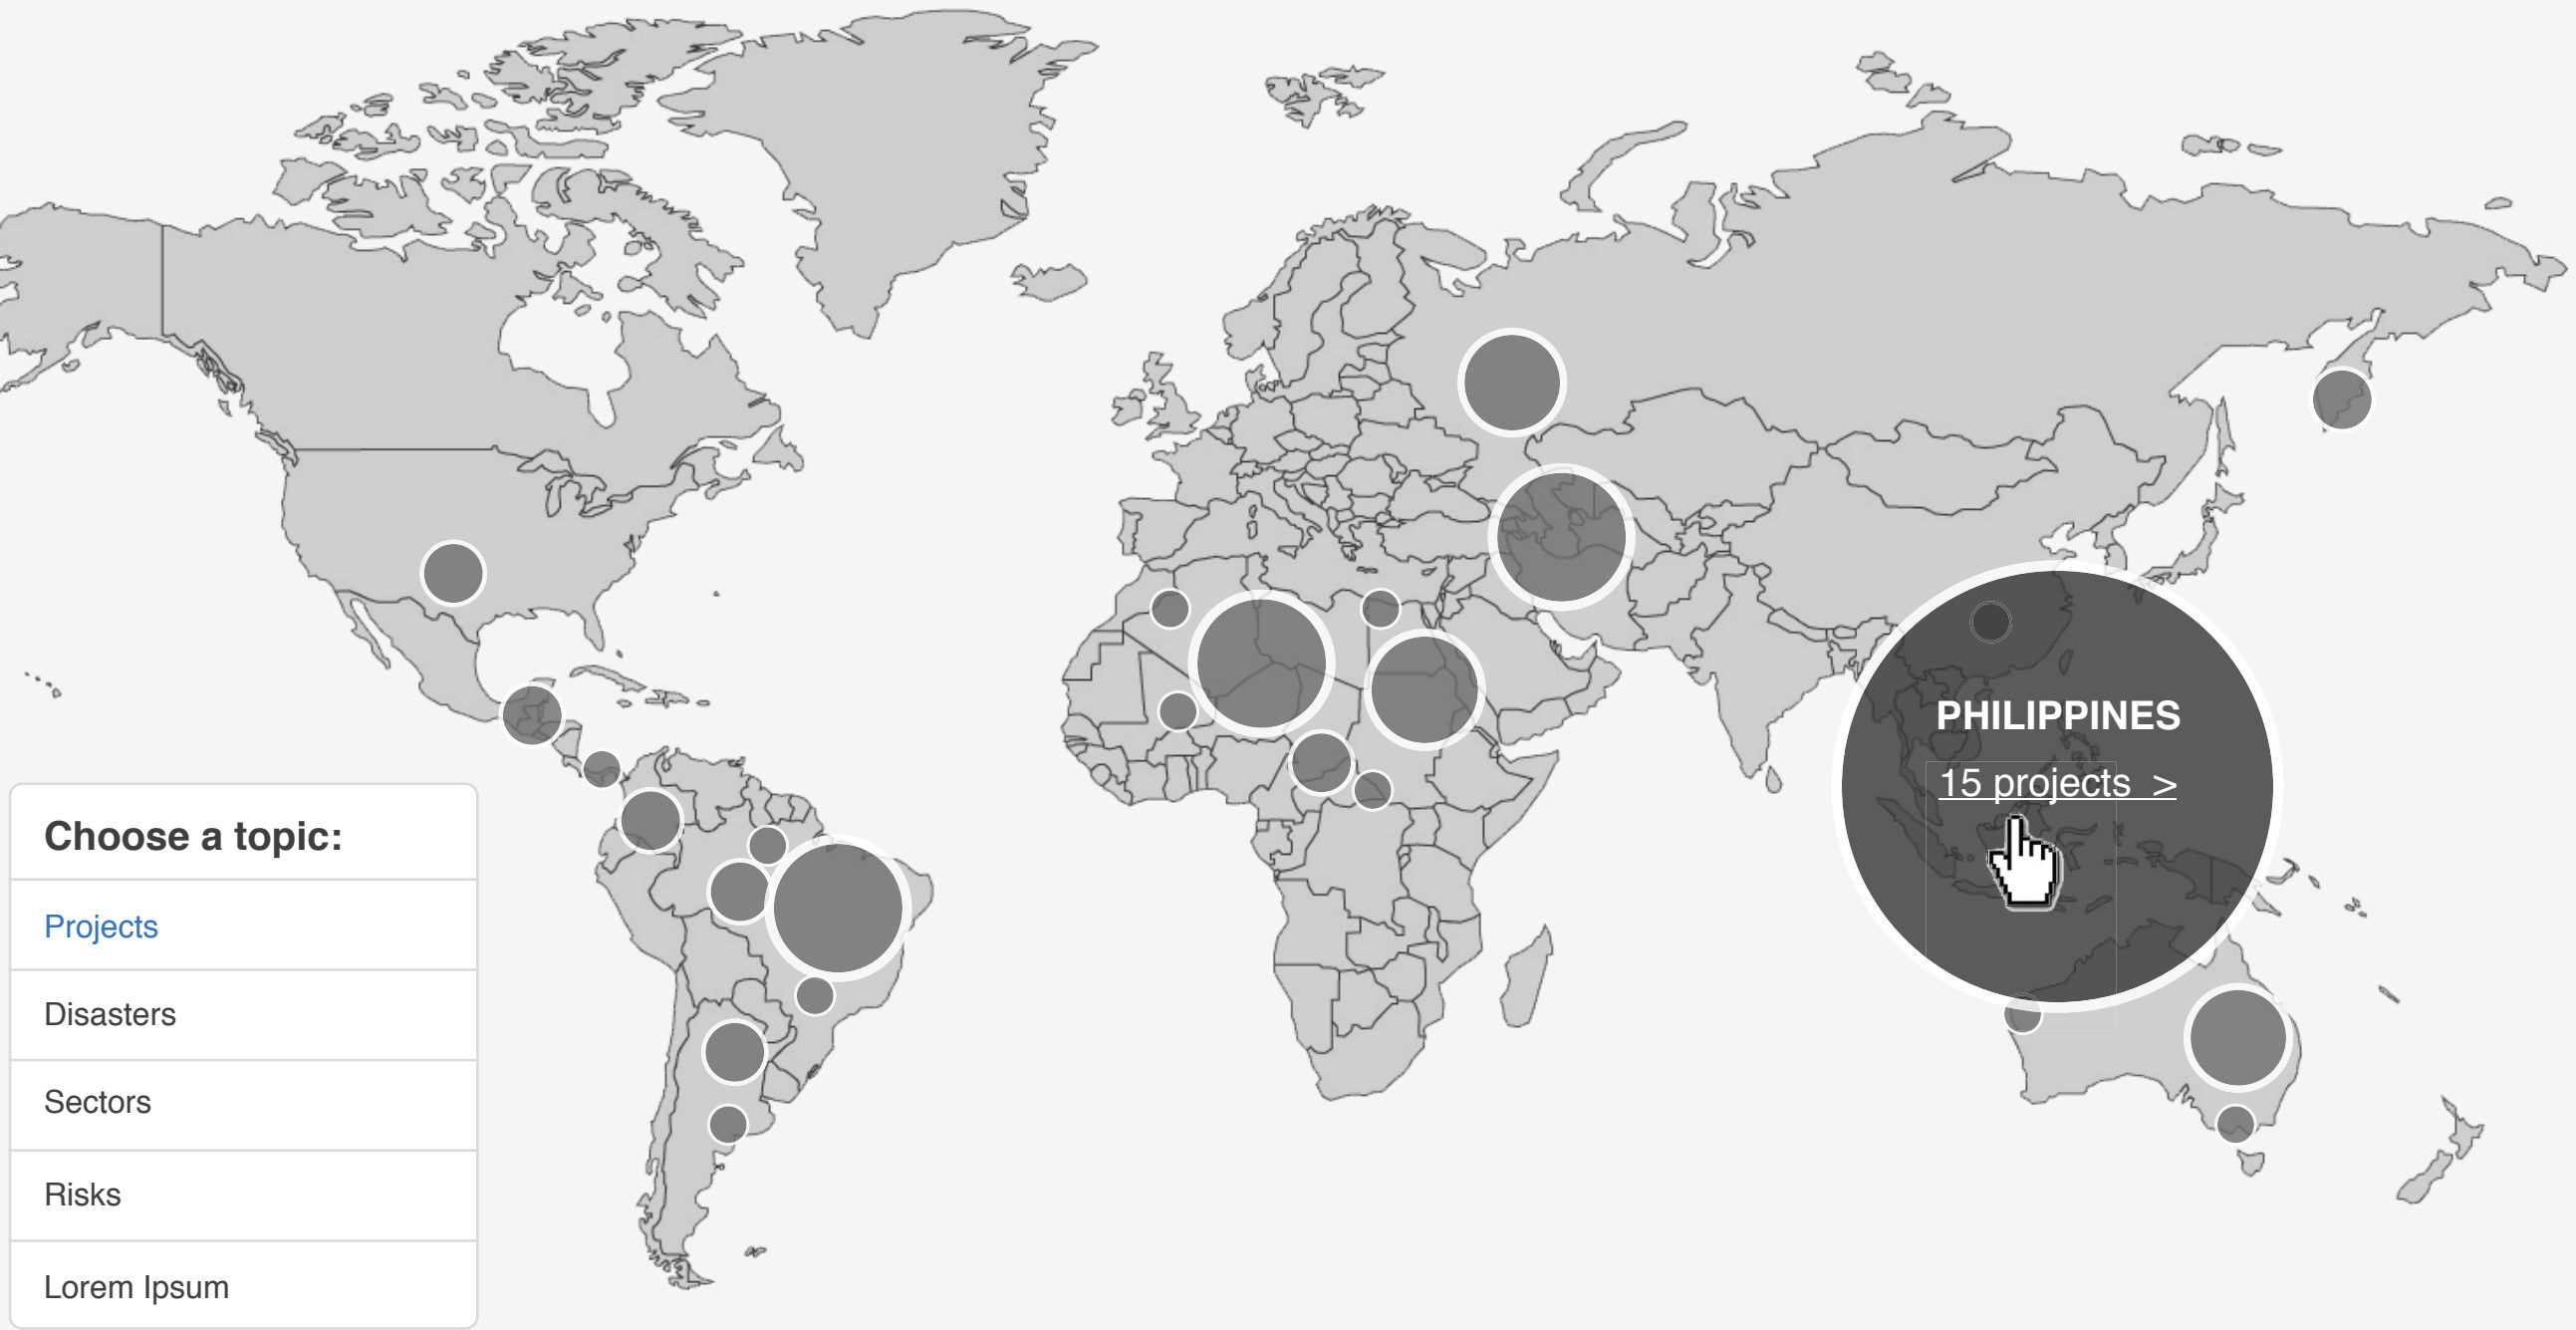 PHILIPPINES
15 projects >
Choose a topic:
Projects
Disasters
Sectors
Risks
Lorem Ipsum